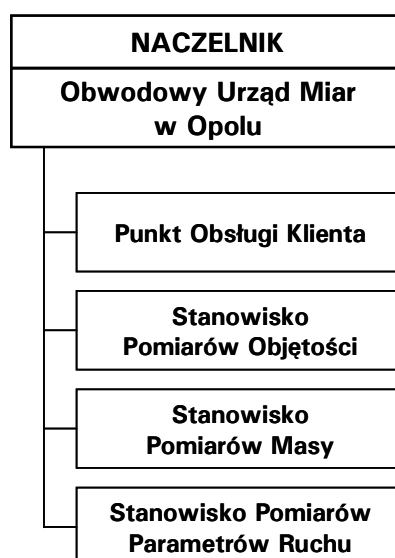 NACZELNIK
Obwodowy Urząd Miar
w Opolu
Punkt Obsługi Klienta
Stanowisko
Pomiarów Objętości
Stanowisko
Pomiarów Masy
Stanowisko Pomiarów
Parametrów Ruchu